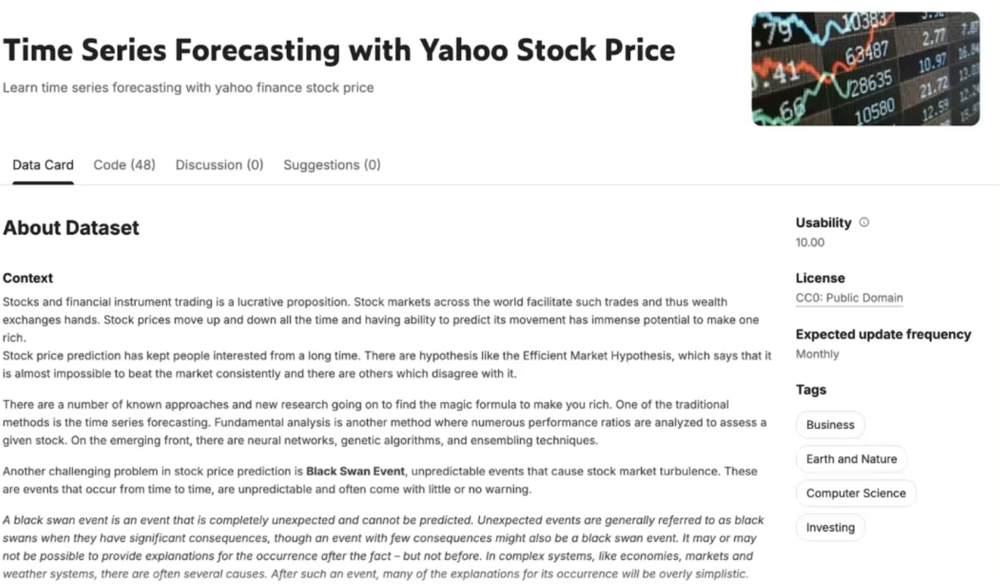 Time Series Forecasting with Yahoo Stock Price
Learn time series forecasting with yahoo finance stock price
.79
10383
2.77
63487
10.97
.41
28635
21.72
66
10580
12.59
Data Card
Code (48)
Discussion (0)
Suggestions (0)
About Dataset
Context
Stocks and financial instrument trading is a lucrative proposition. Stock markets across the world facilitate such trades and thus wealth
exchanges hands. Stock prices move up and down all the time and having ability to predict its movement has immense potential to make one
rich.
Stock price prediction has kept people interested from a long time. There are hypothesis like the Efficient Market Hypothesis, which says that it
is almost impossible to beat the market consistently and there are others which disagree with it.
There are a number of known approaches and new research going on to find the magic formula to make you rich. One of the traditional
methods is the time series forecasting. Fundamental analysis is another method where numerous performance ratios are analyzed to assess a
given stock. On the emerging front, there are neural networks, genetic algorithms, and ensembling techniques.
Another challenging problem in stock price prediction is Black Swan Event, unpredictable events that cause stock market turbulence. These
are events that occur from time to time, are unpredictable and often come with little or no warning.
A black swan event is an event that is completely unexpected and cannot be predicted. Unexpected events are generally referred to as black
swans when they have significant consequences, though an event with few consequences might also be a black swan event. It may or may
not be possible to provide explanations for the occurrence after the fact – but not before. In complex systems, like economies, markets and
weather systems, there are often several causes. After such an event, many of the explanations for its occurrence will be overly simplistic.
Usability
10.00
License
CC0: Public Domain
Expected update frequency
Monthly
Tags
Business
Earth and Nature
Computer Science
Investing